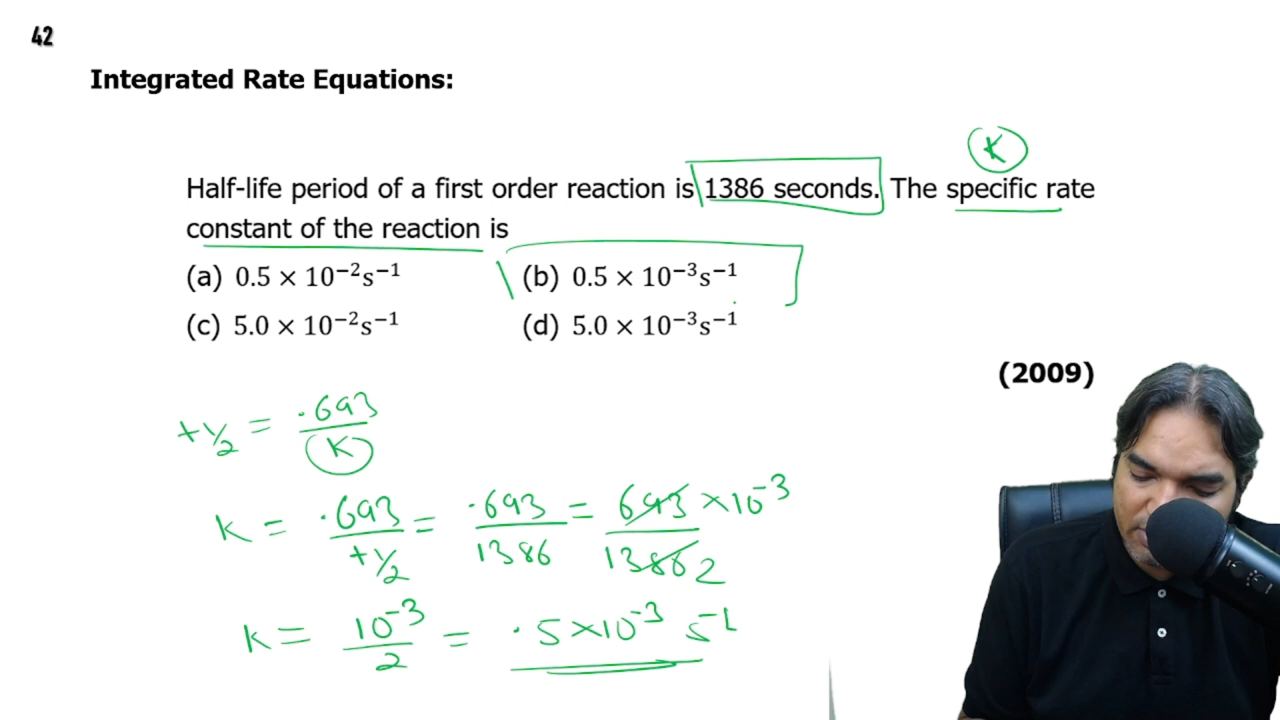 42
Integrated Rate Equations:
K
Half-life period of a first order reaction is 1386 seconds. The specific rate
constant of the reaction is
(a) 0.5 × 10⁻²s⁻¹ (b) 0.5 × 10⁻³s⁻¹
(c) 5.0 × 10⁻²s⁻¹ (d) 5.0 × 10⁻³s⁻¹
(2009)
t½ = .693/K
K = .693/t½ = .693/1386 = 693/1386 2 × 10⁻³
K = 10⁻³/2 = .5×10⁻³ s⁻¹